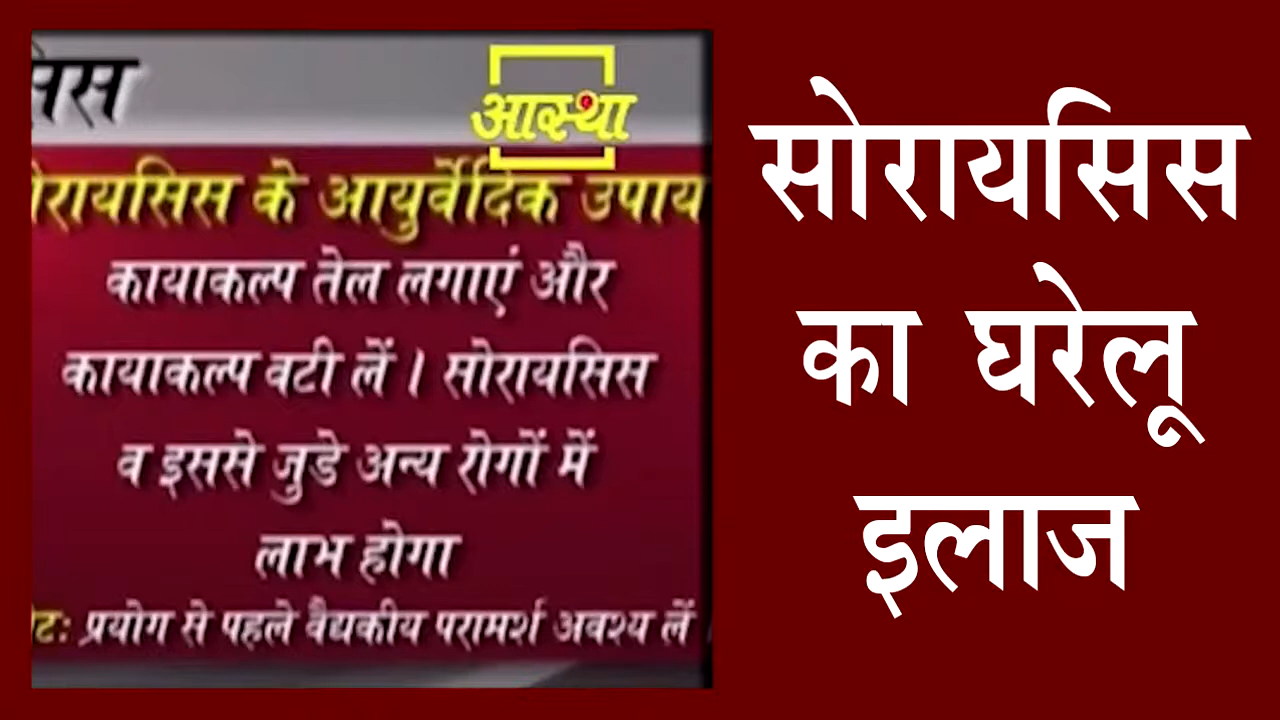 आस्था
के आयुर्वेदिक उपाय
कायाकल्प तेल लगाएं और
कायाकल्प वटी लें । सोरायसिस
व इससे जुडे अन्य रोगों में
लाभ होगा
प्रयोग से पहले वैद्यकीय परामर्श अवश्य लें
सोरायसिस
का घरेलू
इलाज